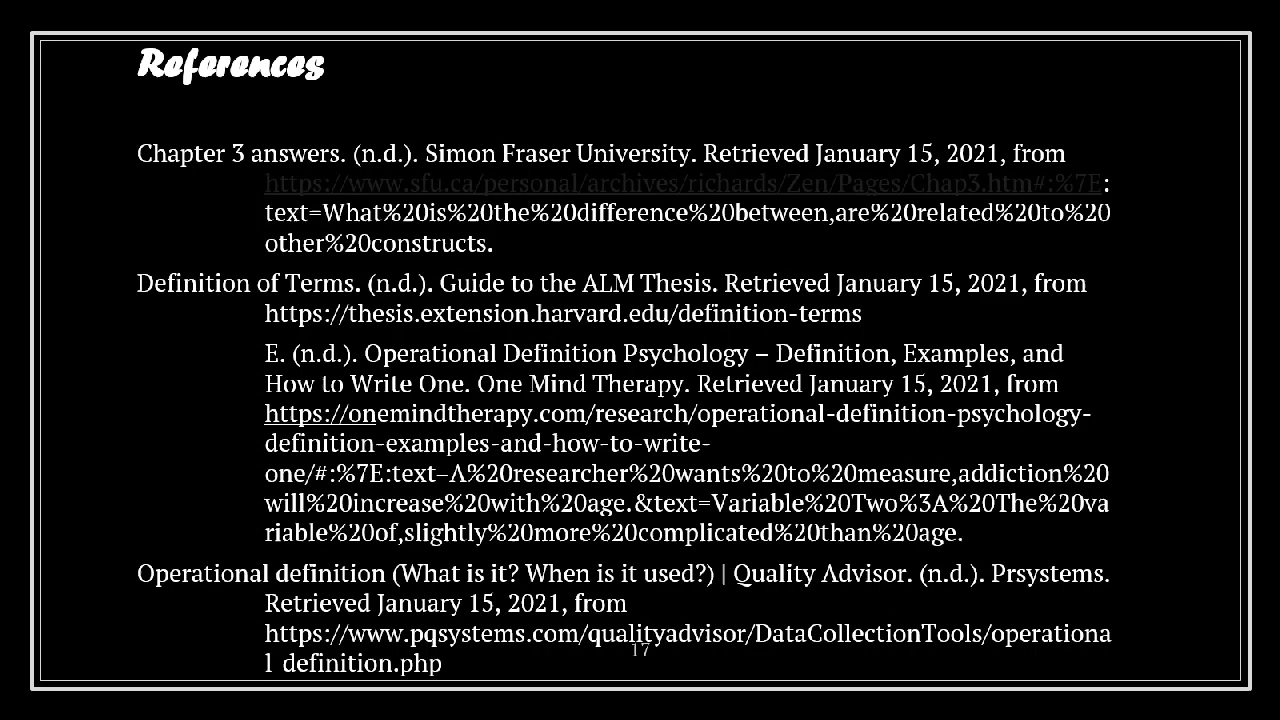 References
Chapter 3 answers. (n.d.). Simon Fraser University. Retrieved January 15, 2021, from
https://www.sfu.ca/personal/archives/richards/Zen/Pages/Chap3.htm#:%7E:
text=What%20is%20the%20difference%20between,are%20related%20to%20
other%20constructs.
Definition of Terms. (n.d.). Guide to the ALM Thesis. Retrieved January 15, 2021, from
https://thesis.extension.harvard.edu/definition-terms
E. (n.d.). Operational Definition Psychology – Definition, Examples, and
How to Write One. One Mind Therapy. Retrieved January 15, 2021, from
https://onemindtherapy.com/research/operational-definition-psychology-
definition-examples-and-how-to-write-
one/#:%7E:text=A%20researcher%20wants%20to%20measure,addiction%20
will%20increase%20with%20age.&text=Variable%20Two%3A%20The%20va
riable%20of,slightly%20more%20complicated%20than%20age.
Operational definition (What is it? When is it used?) | Quality Advisor. (n.d.). Prsystems.
Retrieved January 15, 2021, from
https://www.pqsystems.com/qualityadvisor/DataCollectionTools/operationa
l_definition.php
17